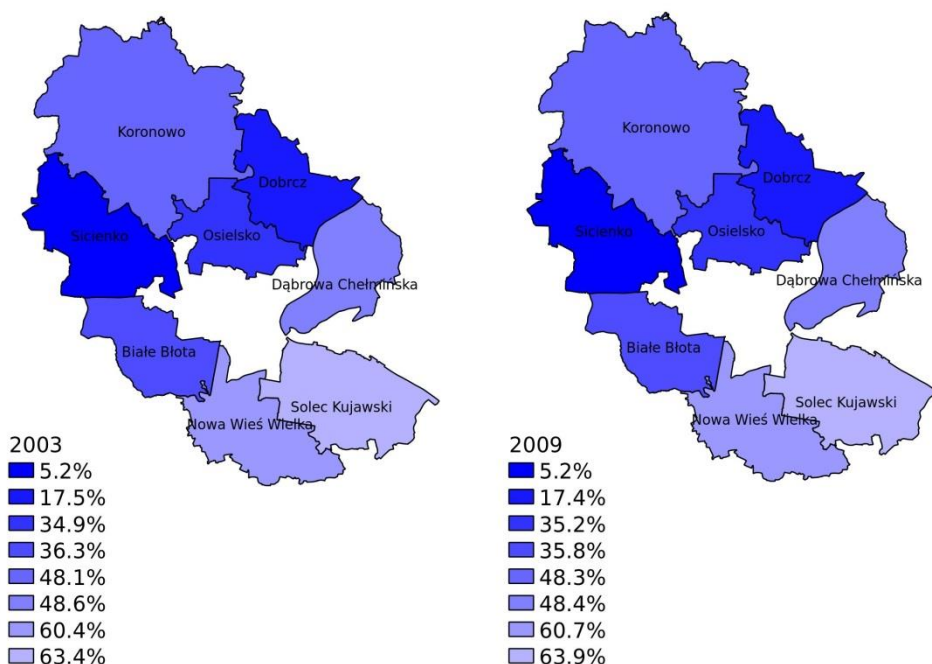 Koronowo
Dobrcz
Sicienko
Osielsko
Dąbrowa Chełmińska
Białe Błota
Solec Kujawski
Nowa Wieś Wielka
2003
5.2%
17.5%
34.9%
36.3%
48.1%
48.6%
60.4%
63.4%
Koronowo
Dobrcz
Sicienko
Osielsko
Dąbrowa Chełmińska
Białe Błota
Solec Kujawski
Nowa Wieś Wielka
2009
5.2%
17.4%
35.2%
35.8%
48.3%
48.4%
60.7%
63.9%